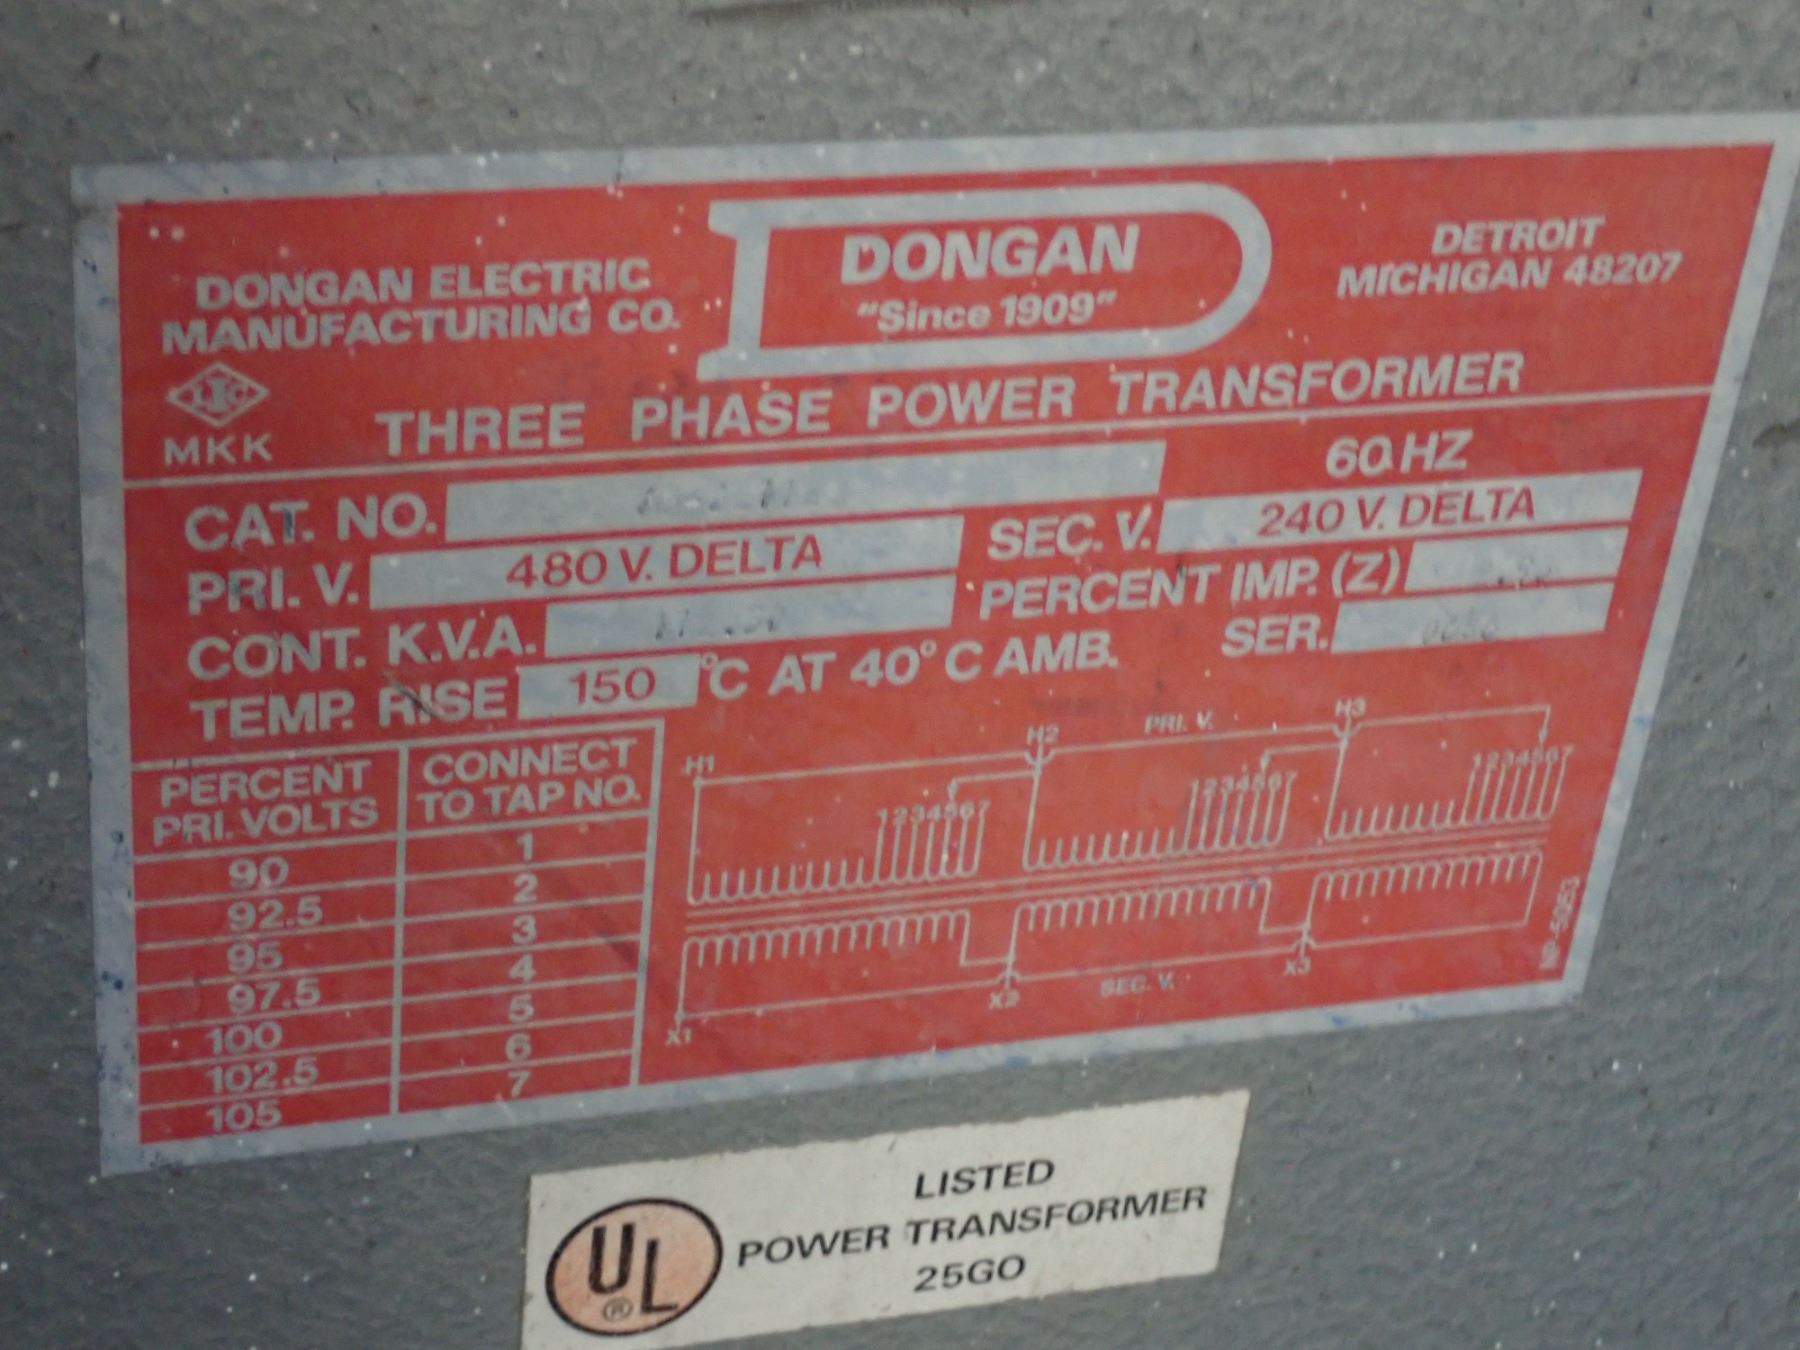 DONGAN ELECTRIC
MANUFACTURING CO.
DONGAN
"Since 1909"
DETROIT
MICHIGAN 48207
MKK
THREE PHASE POWER TRANSFORMER
60 HZ
CAT. NO.
PRI. V. 480 V. DELTA
SEC. V. 240 V. DELTA
CONT. K.V.A.
PERCENT IMP. (Z)
TEMP. RISE 150 °C AT 40° C AMB.
SER.
PERCENT PRI. VOLTS
CONNECT TO TAP NO.
90 1
92.5 2
95 3
97.5 4
100 5
102.5 6
105 7
H1 H2 PRI. V. H3
1234567 1234567 1234567
X1 X2 SEC. V. X3
NP-5063
UL
®
LISTED
POWER TRANSFORMER
25GO